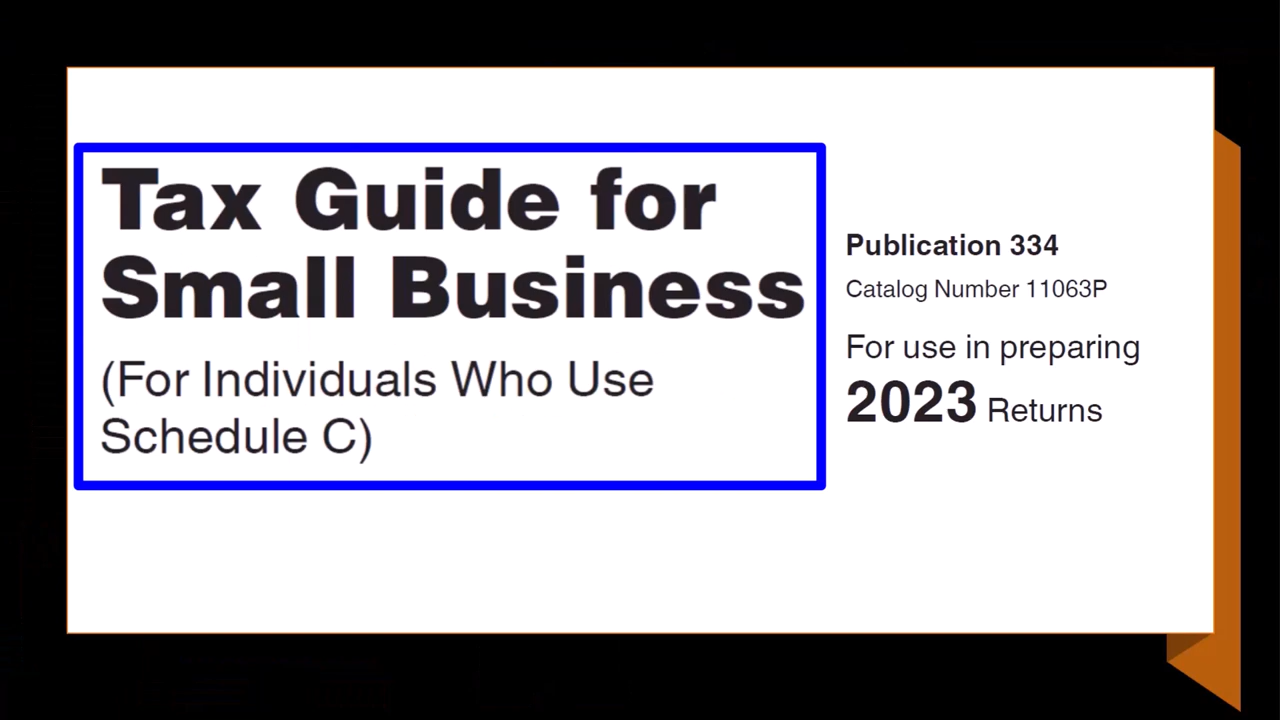 Tax Guide for
Small Business
(For Individuals Who Use
Schedule C)
Publication 334
Catalog Number 11063P
For use in preparing
2023 Returns